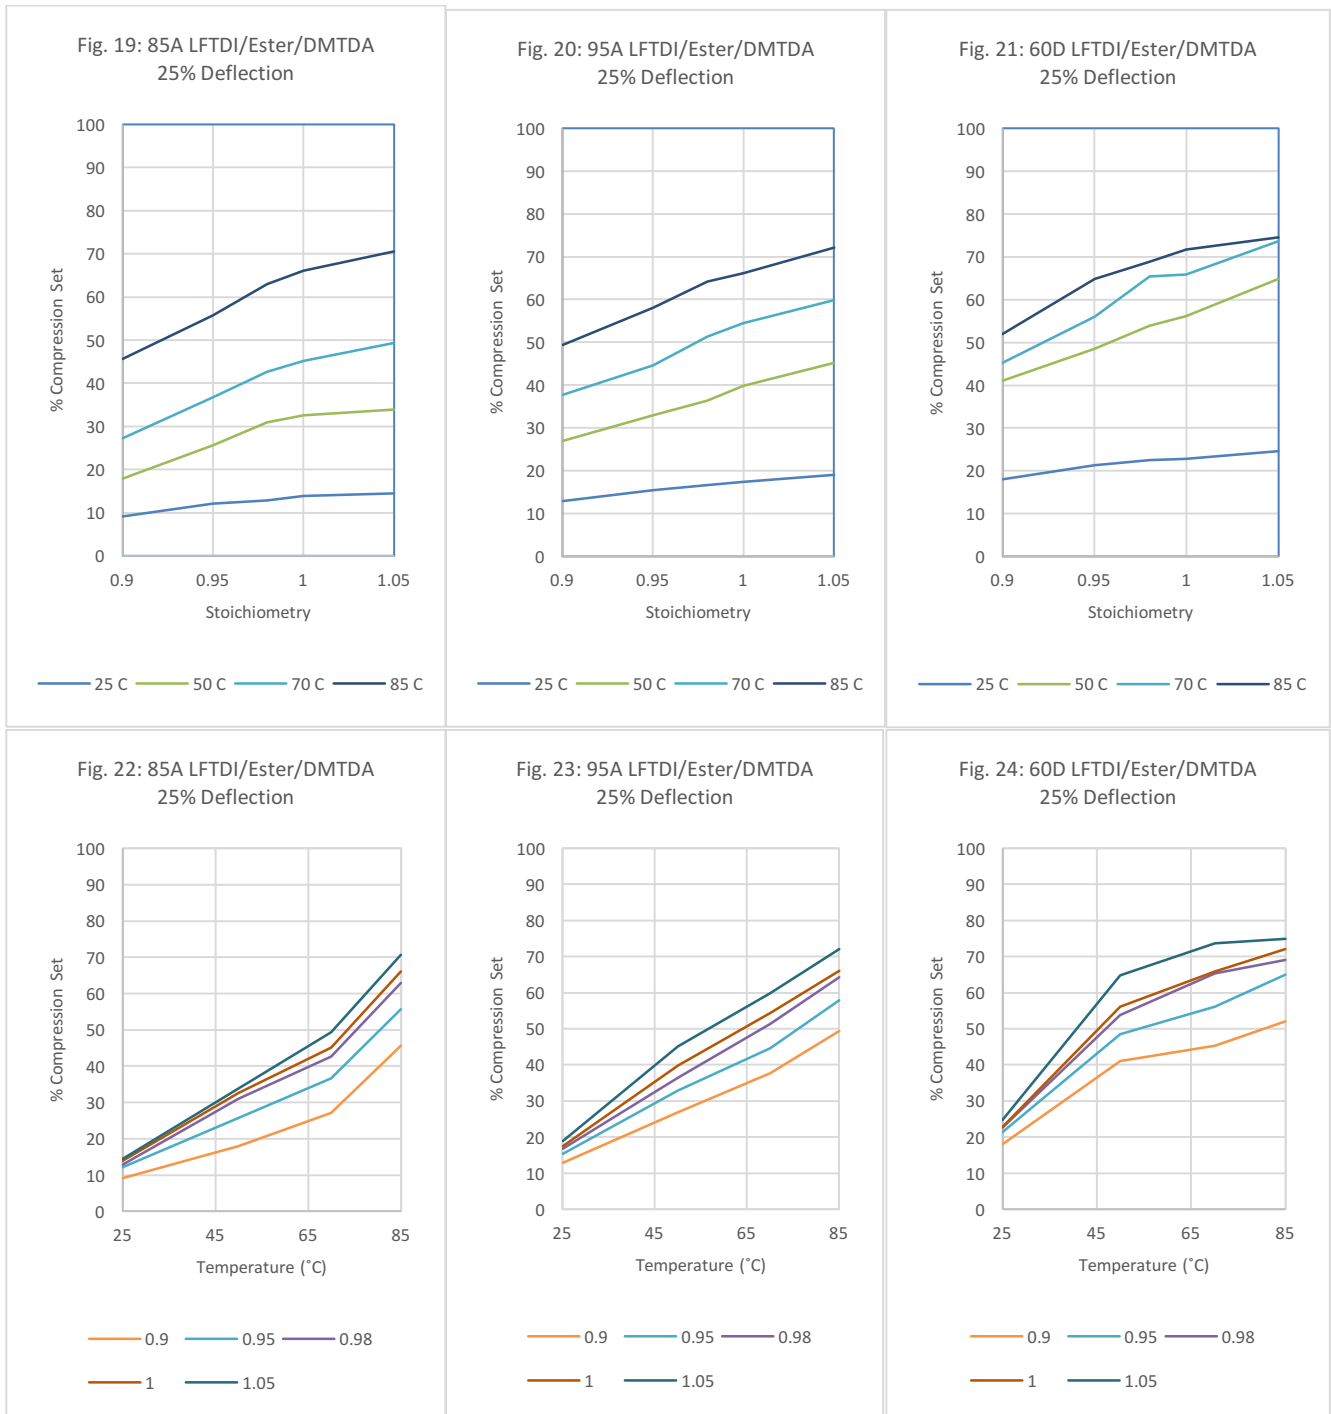 Fig. 19: 85A LFTDI/Ester/DMTDA
25% Deflection
% Compression Set
100
90
80
70
60
50
40
30
20
10
0
0.9 0.95 1 1.05
Stoichiometry
25 C 50 C 70 C 85 C
Fig. 20: 95A LFTDI/Ester/DMTDA
25% Deflection
% Compression Set
100
90
80
70
60
50
40
30
20
10
0
0.9 0.95 1 1.05
Stoichiometry
25 C 50 C 70 C 85 C
Fig. 21: 60D LFTDI/Ester/DMTDA
25% Deflection
% Compression Set
100
90
80
70
60
50
40
30
20
10
0
0.9 0.95 1 1.05
Stoichiometry
25 C 50 C 70 C 85 C
Fig. 22: 85A LFTDI/Ester/DMTDA
25% Deflection
% Compression Set
100
90
80
70
60
50
40
30
20
10
0
25 45 65 85
Temperature (˚C)
0.9 0.95 0.98
1 1.05
Fig. 23: 95A LFTDI/Ester/DMTDA
25% Deflection
% Compression Set
100
90
80
70
60
50
40
30
20
10
0
25 45 65 85
Temperature (˚C)
0.9 0.95 0.98
1 1.05
Fig. 24: 60D LFTDI/Ester/DMTDA
25% Deflection
% Compression Set
100
90
80
70
60
50
40
30
20
10
0
25 45 65 85
Temperature (˚C)
0.9 0.95 0.98
1 1.05